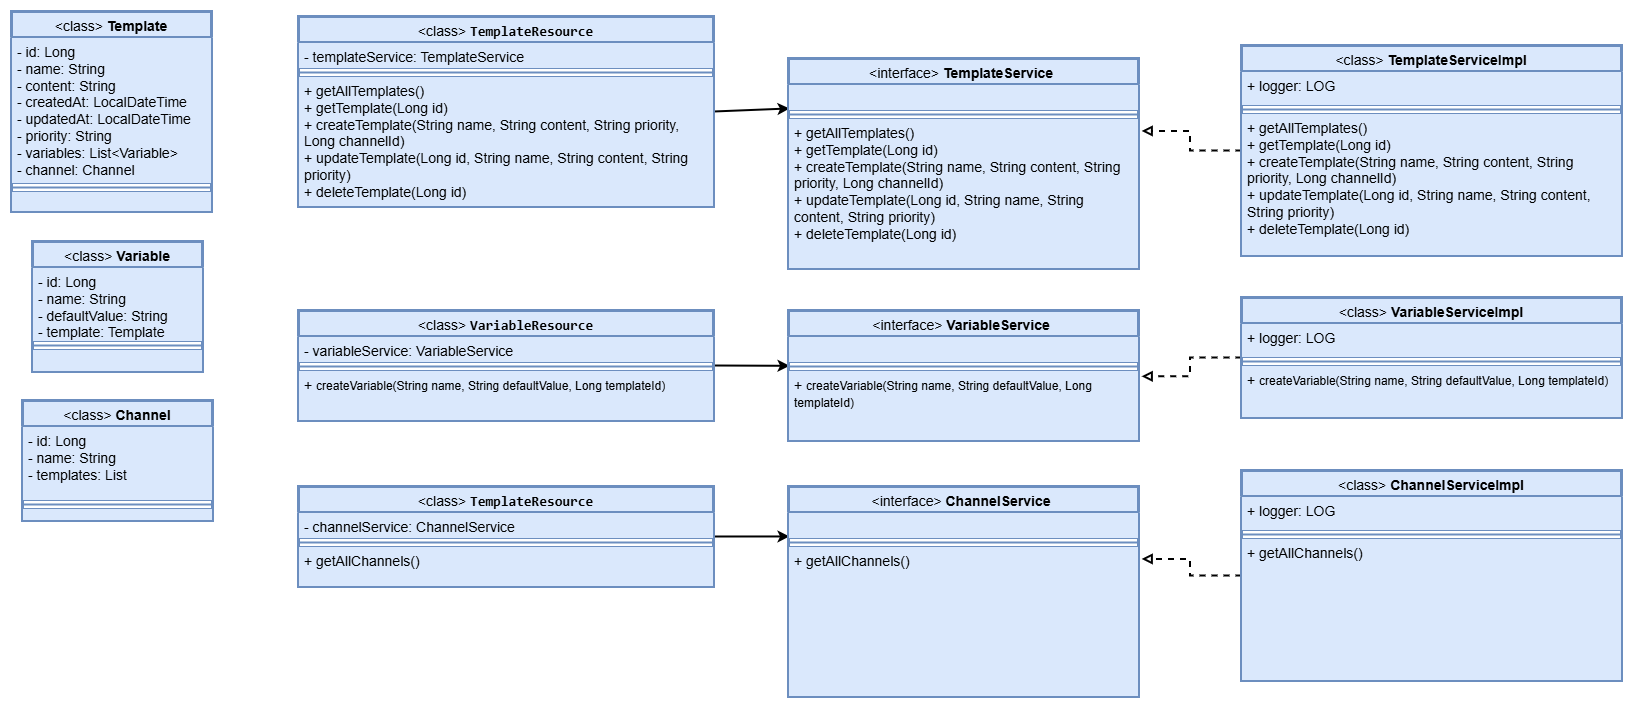 <class> Template
- id: Long
- name: String
- content: String
- createdAt: LocalDateTime
- updatedAt: LocalDateTime
- priority: String
- variables: List<Variable>
- channel: Channel
<class> Variable
- id: Long
- name: String
- defaultValue: String
- template: Template
<class> Channel
- id: Long
- name: String
- templates: List
<class> TemplateResource
- templateService: TemplateService
+ getAllTemplates()
+ getTemplate(Long id)
+ createTemplate(String name, String content, String priority,
Long channelId)
+ updateTemplate(Long id, String name, String content, String
priority)
+ deleteTemplate(Long id)
<interface> TemplateService
+ getAllTemplates()
+ getTemplate(Long id)
+ createTemplate(String name, String content, String
priority, Long channelId)
+ updateTemplate(Long id, String name, String
content, String priority)
+ deleteTemplate(Long id)
<class> TemplateServiceImpl
+ logger: LOG
+ getAllTemplates()
+ getTemplate(Long id)
+ createTemplate(String name, String content, String
priority, Long channelId)
+ updateTemplate(Long id, String name, String content,
String priority)
+ deleteTemplate(Long id)
<class> VariableResource
- variableService: VariableService
+ createVariable(String name, String defaultValue, Long templateId)
<interface> VariableService
+ createVariable(String name, String defaultValue, Long
templateId)
<class> VariableServiceImpl
+ logger: LOG
+ createVariable(String name, String defaultValue, Long templateId)
<class> TemplateResource
- channelService: ChannelService
+ getAllChannels()
<interface> ChannelService
+ getAllChannels()
<class> ChannelServiceImpl
+ logger: LOG
+ getAllChannels()